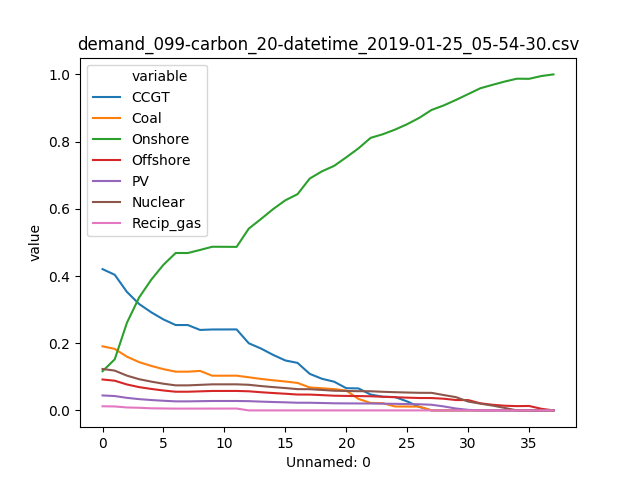 demand_099-carbon_20-datetime_2019-01-25_05-54-30.csv
1.0
0.8
0.6
0.4
0.2
0.0
value
variable
CCGT
Coal
Onshore
Offshore
PV
Nuclear
Recip_gas
0 5 10 15 20 25 30 35
Unnamed: 0